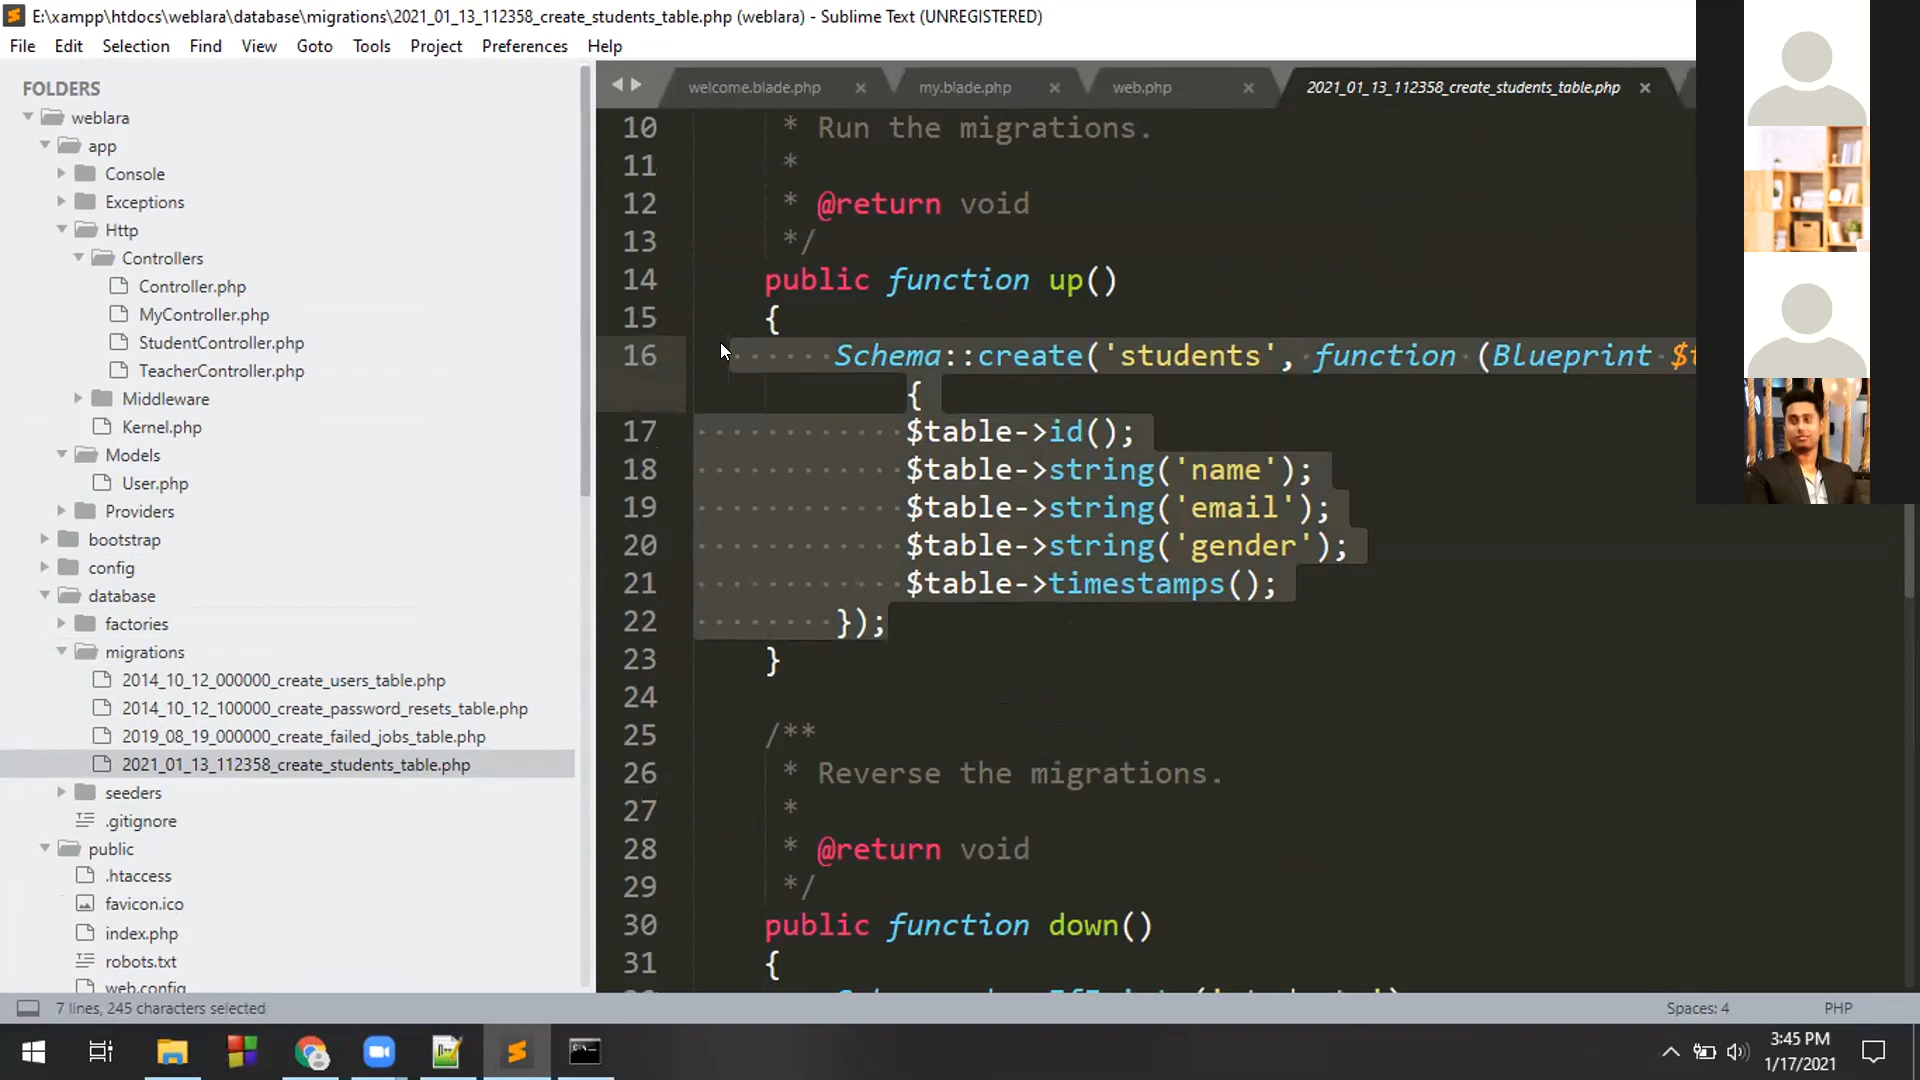 E:\xampp\htdocs\weblara\database\migrations\2021_01_13_112358_create_students_table.php (weblara) - Sublime Text (UNREGISTERED)
File Edit Selection Find View Goto Tools Project Preferences Help
FOLDERS
weblara
app
Console
Exceptions
Http
Controllers
Controller.php
MyController.php
StudentController.php
TeacherController.php
Middleware
Kernel.php
Models
User.php
Providers
bootstrap
config
database
factories
migrations
2014_10_12_000000_create_users_table.php
2014_10_12_100000_create_password_resets_table.php
2019_08_19_000000_create_failed_jobs_table.php
2021_01_13_112358_create_students_table.php
seeders
.gitignore
public
.htaccess
favicon.ico
index.php
robots.txt
web.config
welcome.blade.php my.blade.php web.php 2021_01_13_112358_create_students_table.php
10 * Run the migrations.
11 *
12 * @return void
13 */
14 public function up()
15 {
16 Schema::create('students', function (Blueprint
{
17 $table->id();
18 $table->string('name');
19 $table->string('email');
20 $table->string('gender');
21 $table->timestamps();
22 });
23 }
24
25 /**
26 * Reverse the migrations.
27 *
28 * @return void
29 */
30 public function down()
31 {
7 lines, 245 characters selected
Spaces: 4 PHP
3:45 PM
1/17/2021